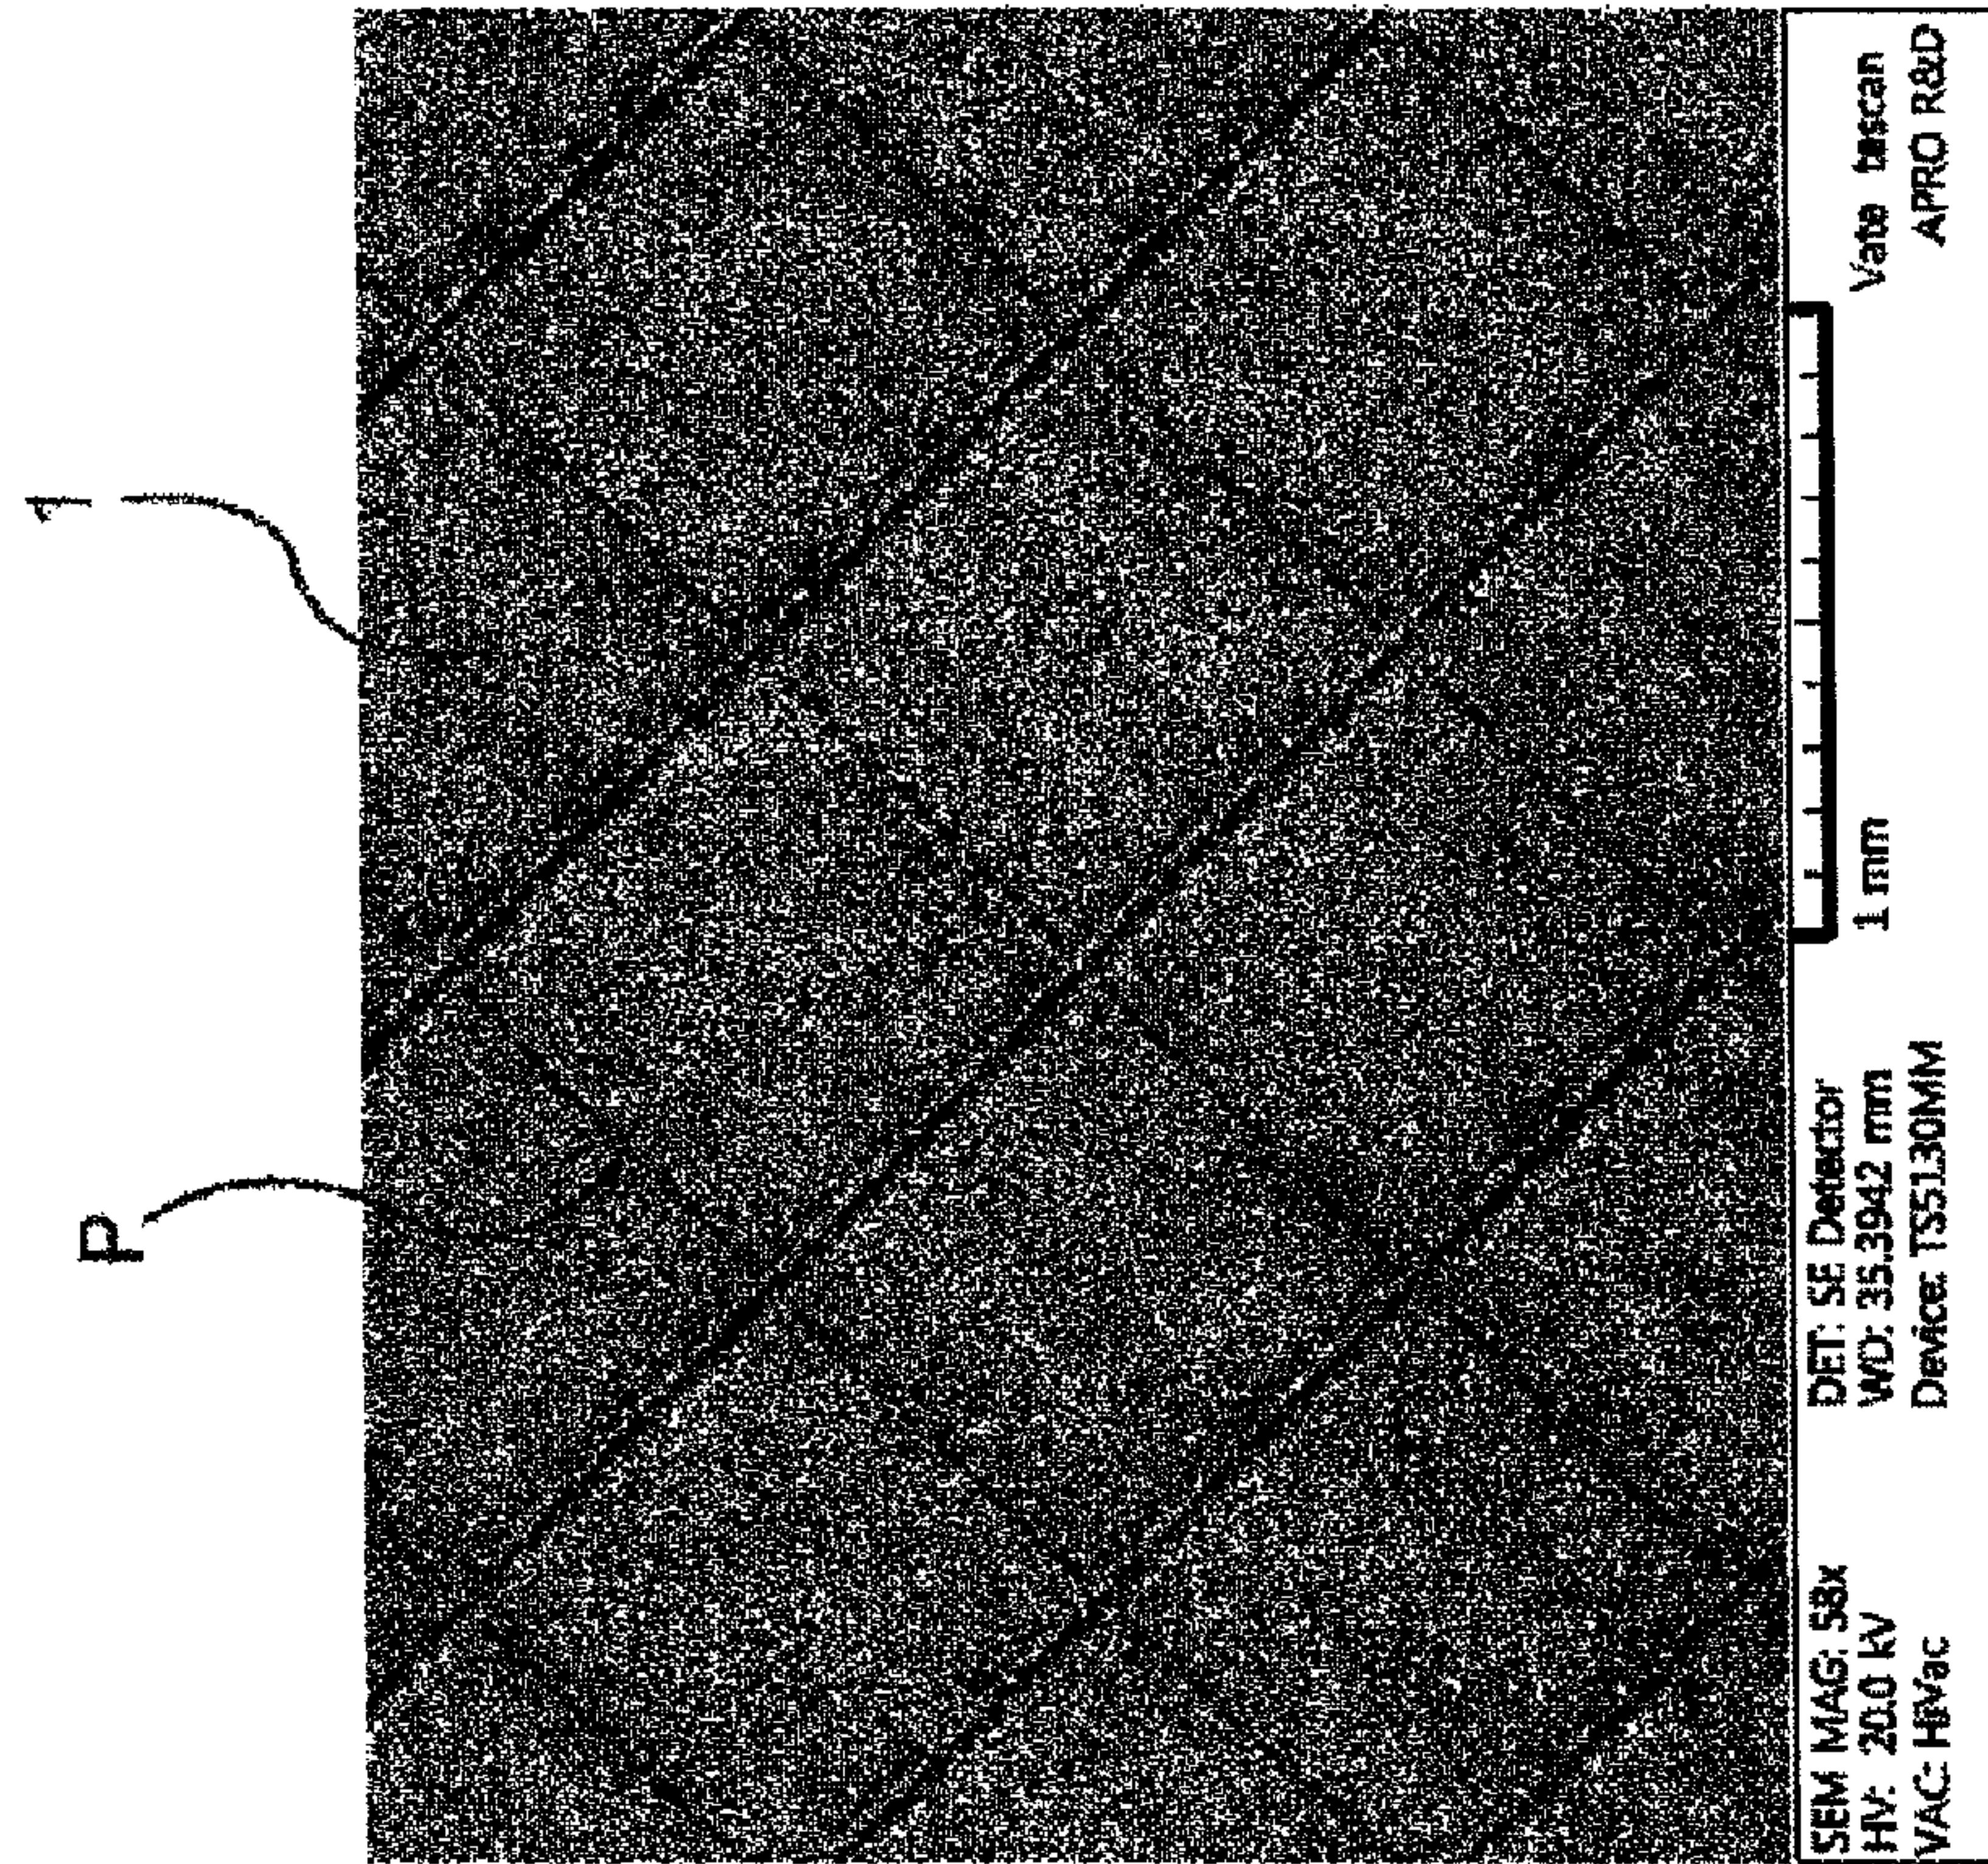 1
P
SEM MAG: 58x
HV: 20.0 kV
VAC: HiVac
DET: SE Detector
WD: 35.3942 mm
Device: TS5130MM
1 mm
tescan
APRO R&D